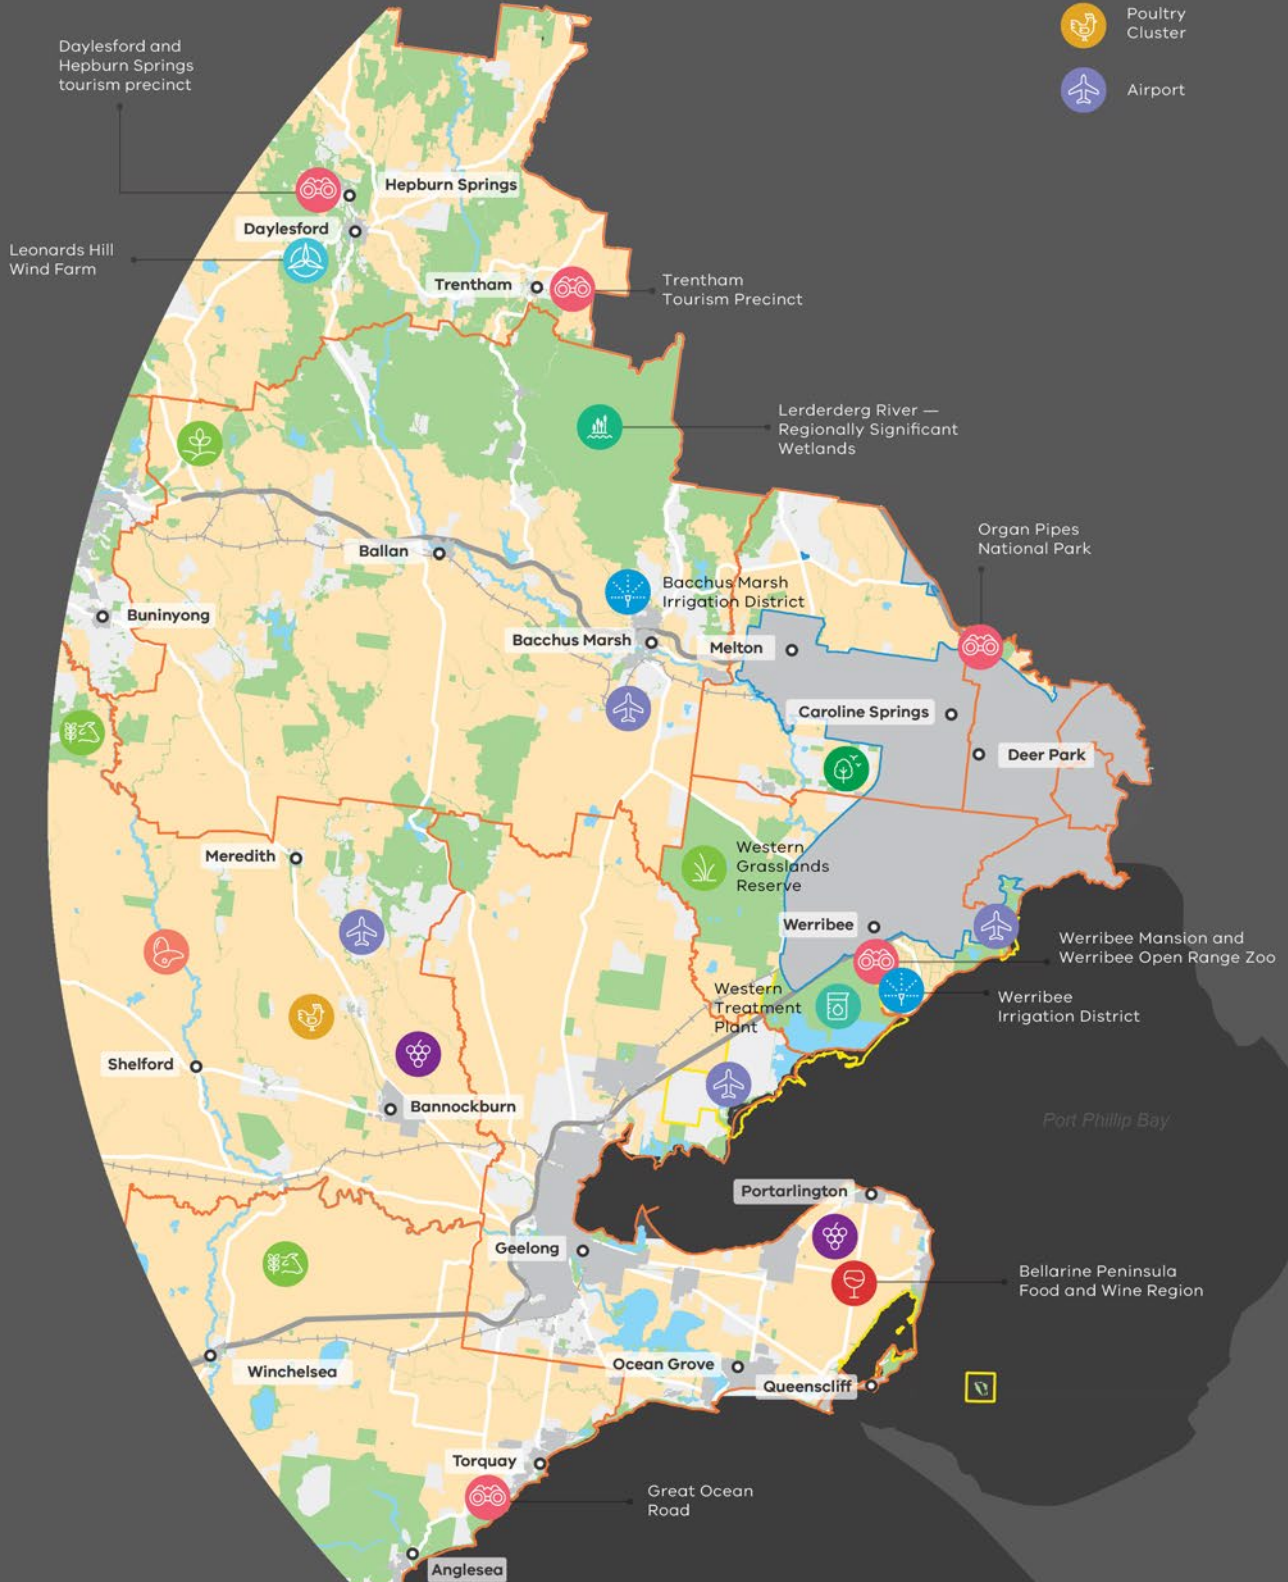 Poultry
Cluster
Airport
Daylesford and
Hepburn Springs
tourism precinct
Hepburn Springs
Daylesford
Leonards Hill
Wind Farm
Trentham
Trentham
Tourism Precinct
Lerderderg River —
Regionally Significant
Wetlands
Organ Pipes
National Park
Ballan
Bacchus Marsh
Irrigation District
Buninyong
Bacchus Marsh
Melton
Caroline Springs
Deer Park
Meredith
Western
Grasslands
Reserve
Werribee
Werribee Mansion and
Werribee Open Range Zoo
Western
Treatment
Plant
Werribee
Irrigation District
Shelford
Bannockburn
Port Phillip Bay
Portarlington
Geelong
Bellarine Peninsula
Food and Wine Region
Winchelsea
Ocean Grove
Queenscliff
Torquay
Great Ocean
Road
Anglesea